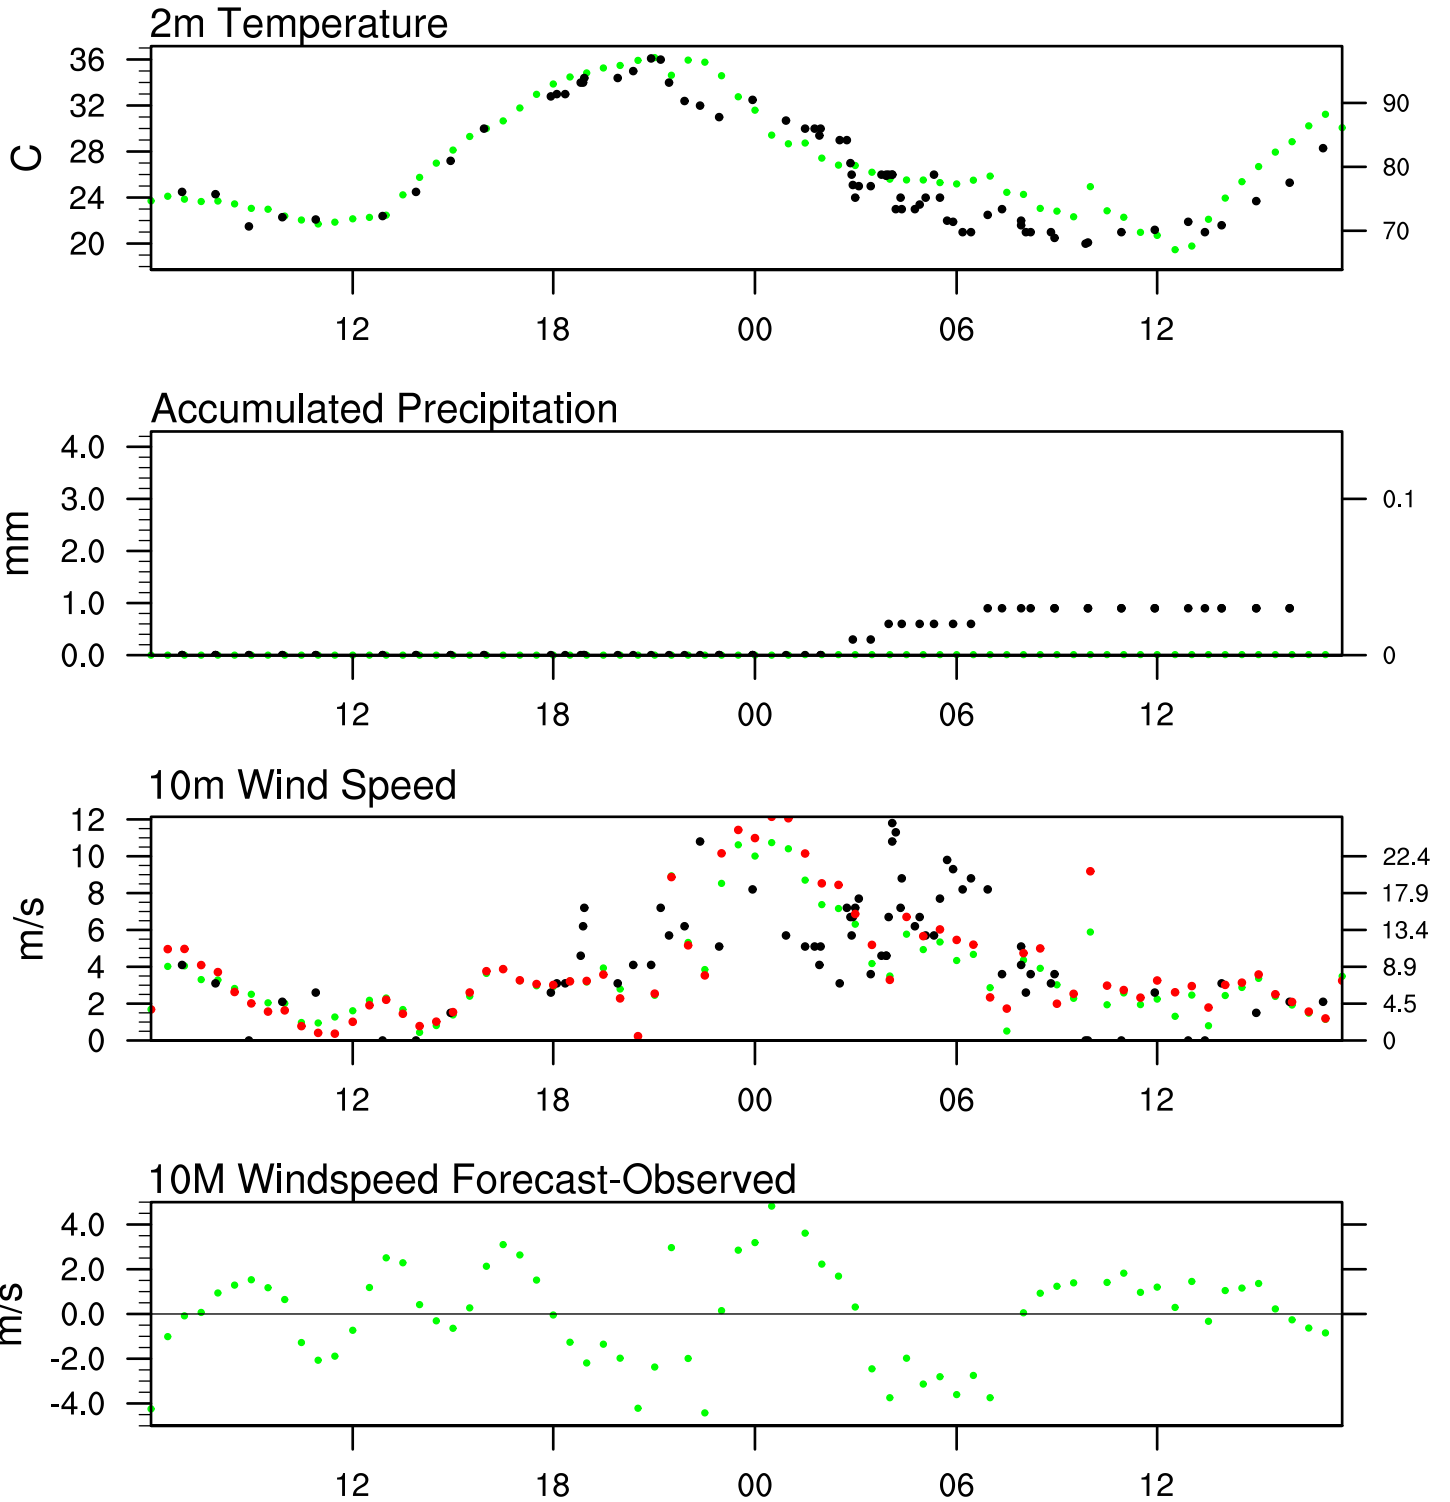 2m Temperature
36
32
28
24
20
C
90
80
70
12 18 00 06 12
Accumulated Precipitation
4.0
3.0
2.0
1.0
0.0
mm
0.1
0
12 18 00 06 12
10m Wind Speed
12
10
8
6
4
2
0
m/s
22.4
17.9
13.4
8.9
4.5
0
12 18 00 06 12
10M Windspeed Forecast-Observed
4.0
2.0
0.0
-2.0
-4.0
m/s
12 18 00 06 12